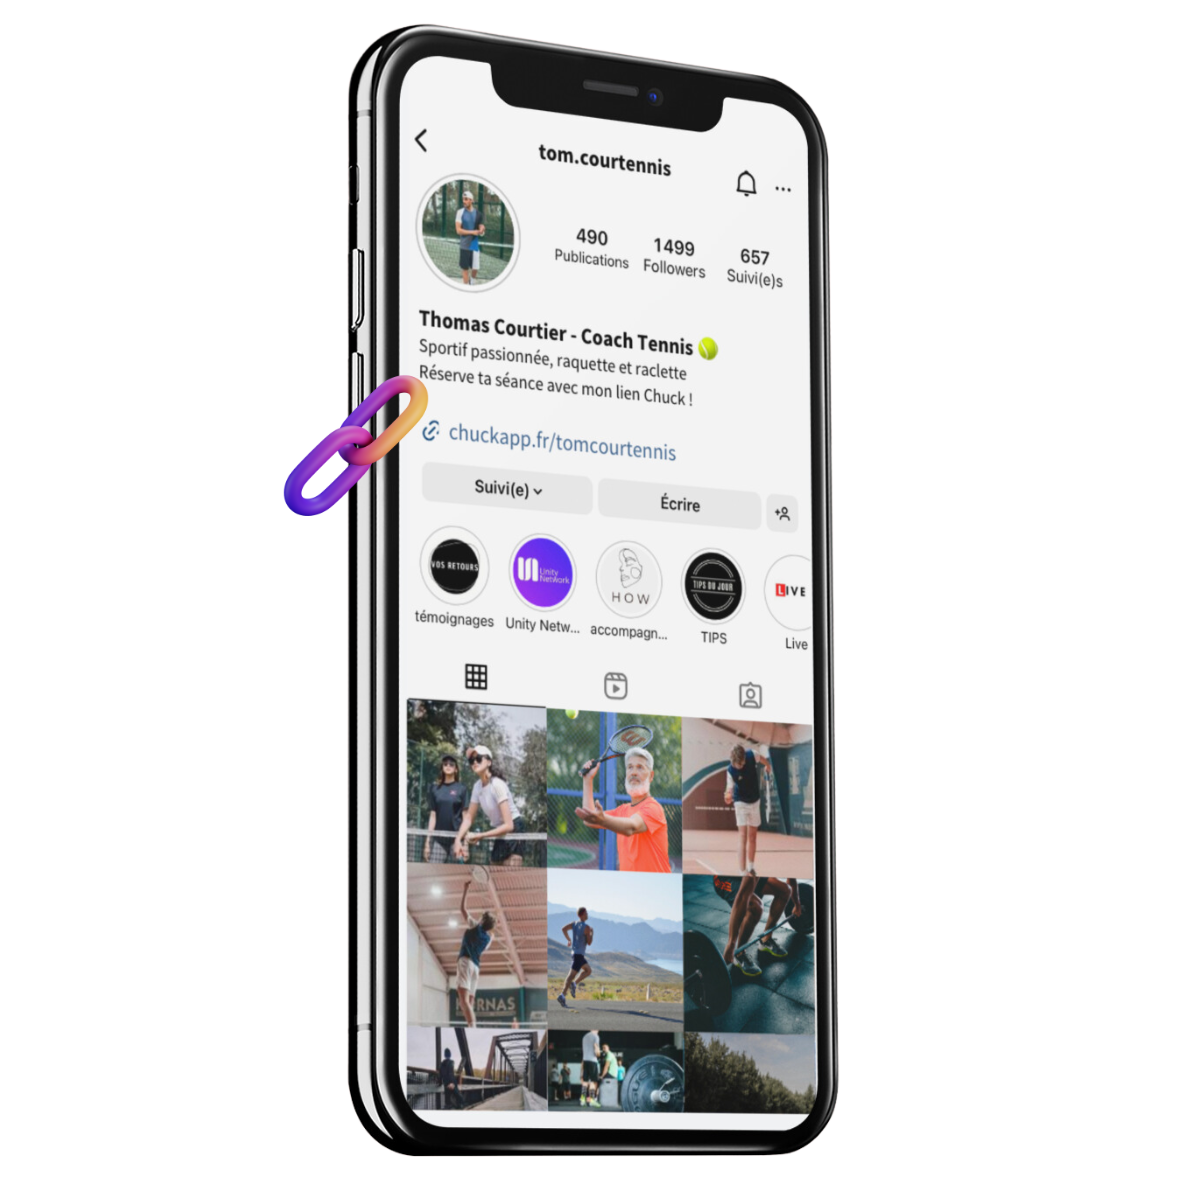 tom.courtennis
490
Publications
1499
Followers
657
Suivi(e)s
Thomas Courtier - Coach Tennis
Sportif passionnée, raquette et raclette
Réserve ta séance avec mon lien Chuck !
chuckapp.fr/tomcourtennis
Suivi(e)
Écrire
VOS RETOURS
Unity
Network
HOW
TIPS DU JOUR
LIVE
témoignages
Unity Netw...
accompagn...
TIPS
Live